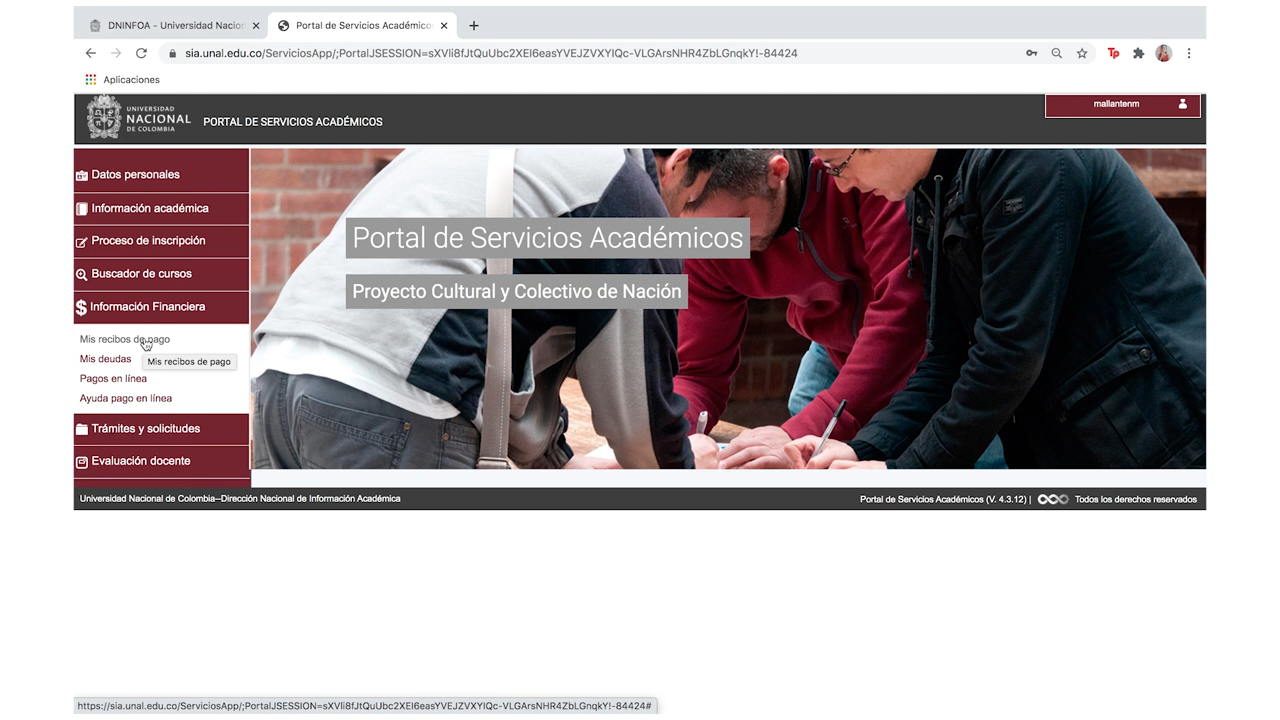 DNINFOA - Universidad Nacion
Portal de Servicios Académicos
sia.unal.edu.co/ServiciosApp/;PortalJSESSION=sXVli8fJtQuUbc2XEI6easYVEJZVXYIQc-VLGArsNHR4ZbLGnqkY!-84424
Aplicaciones
UNIVERSIDAD
NACIONAL
DE COLOMBIA
PORTAL DE SERVICIOS ACADÉMICOS
mallantenm
Datos personales
Información académica
Proceso de inscripción
Buscador de cursos
$ Información Financiera
Mis recibos de pago
Mis deudas
Mis recibos de pago
Pagos en línea
Ayuda pago en línea
Trámites y solicitudes
Evaluación docente
Portal de Servicios Académicos
Proyecto Cultural y Colectivo de Nación
Universidad Nacional de Colombia–Dirección Nacional de Información Académica
Portal de Servicios Académicos (V. 4.3.12) | Todos los derechos reservados
https://sia.unal.edu.co/ServiciosApp/;PortalJSESSION=sXVli8fJtQuUbc2XEI6easYVEJZVXYIQc-VLGArsNHR4ZbLGnqkY!-84424#